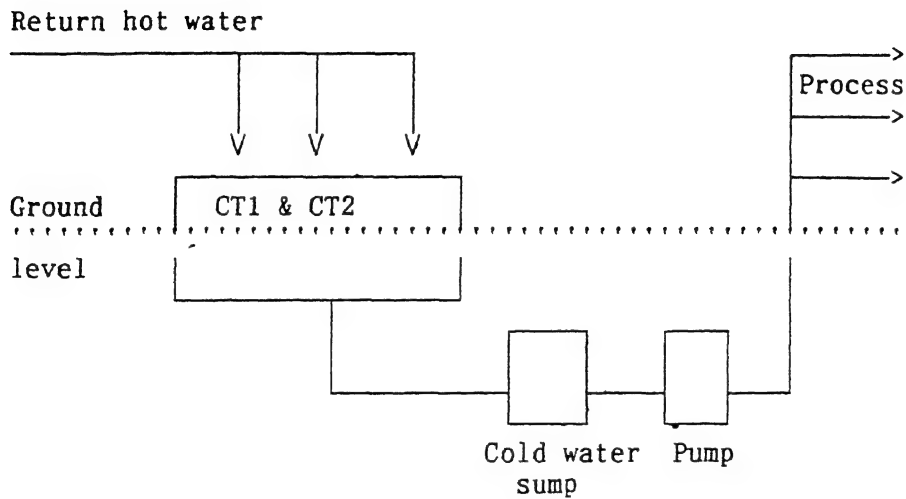 Return hot water
Process
CT1 & CT2
Ground
level
Cold water
sump
Pump